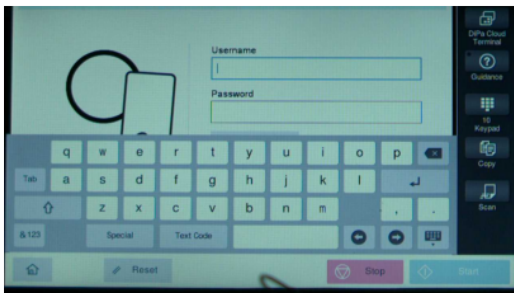 Username
Password
DiPa Cloud
Terminal
Guidance
10
Keypad
Copy
Scan
q w e r t y u i o p
Tab a s d f g h j k l
z x c v b n m , .
& 123 Special Text Code
Reset Stop Start